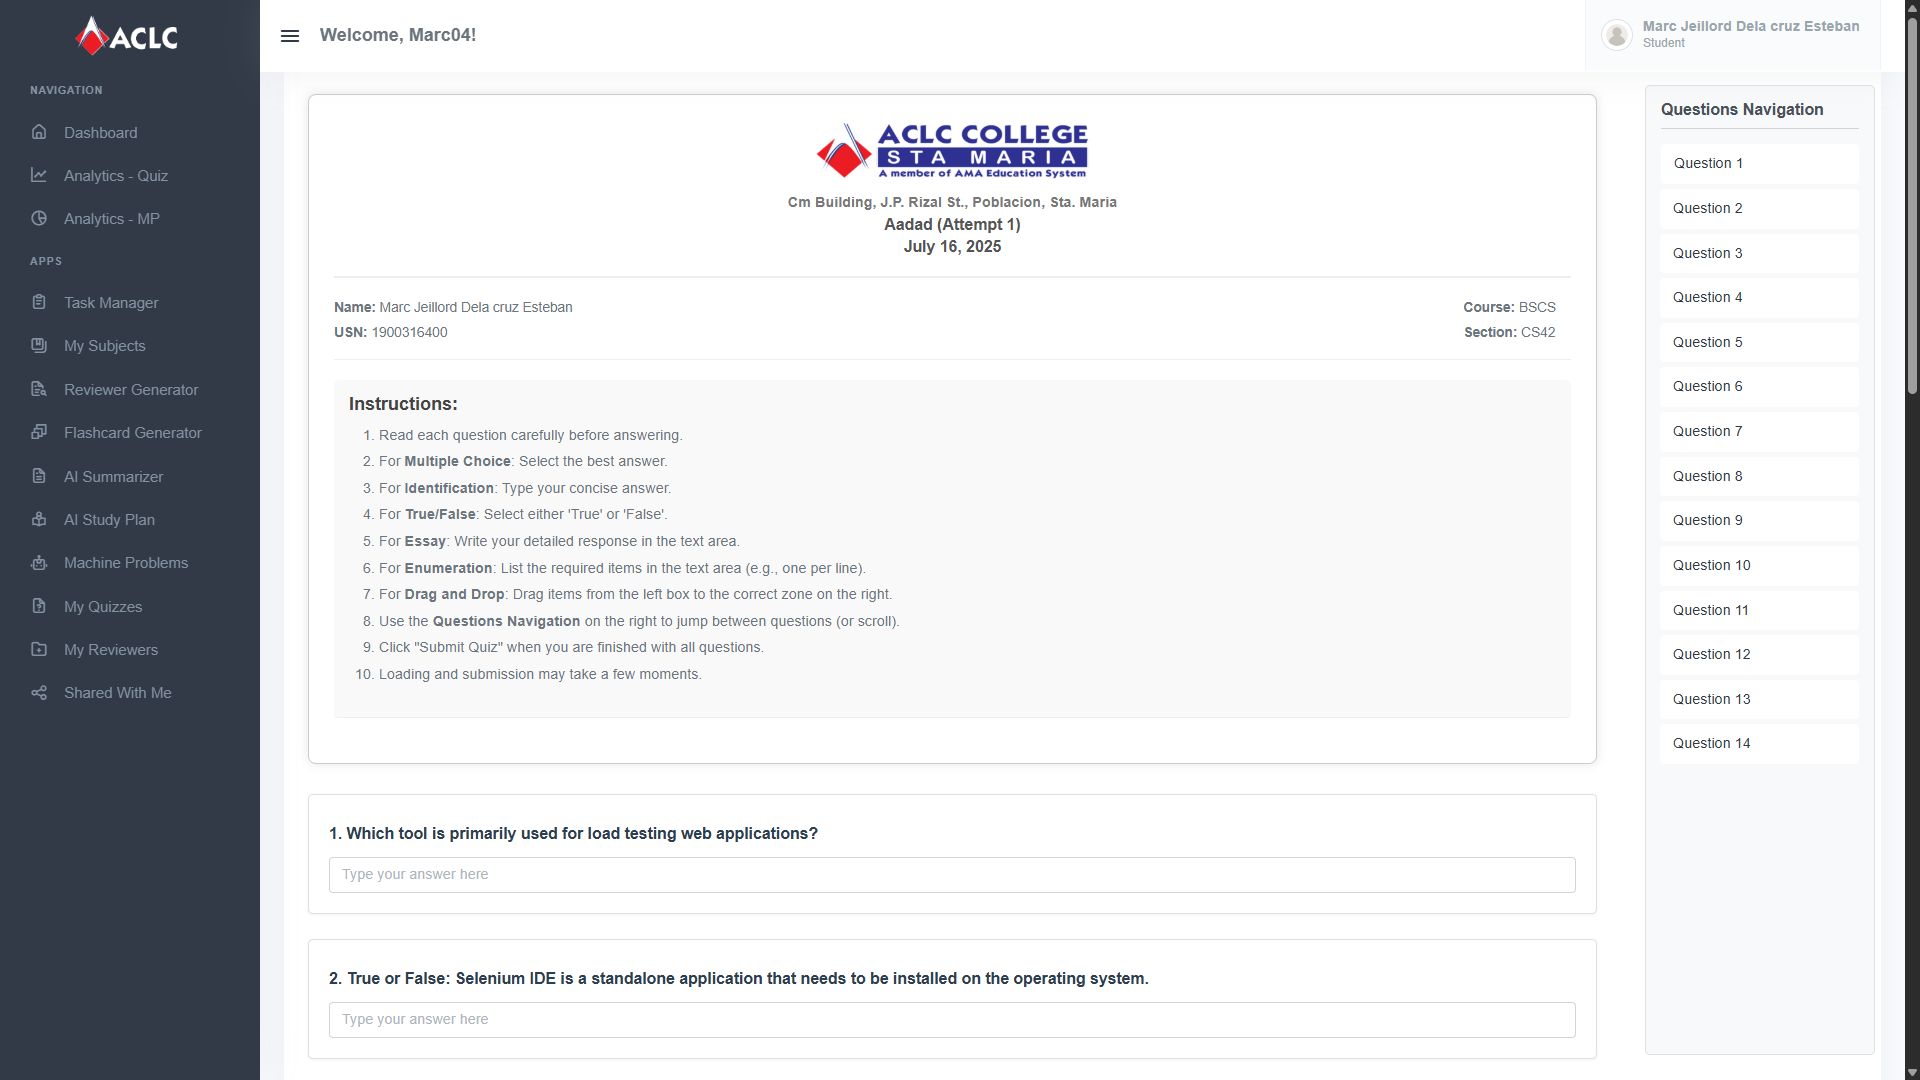 ACLC
NAVIGATION
Dashboard
Analytics - Quiz
Analytics - MP
APPS
Task Manager
My Subjects
Reviewer Generator
Flashcard Generator
AI Summarizer
AI Study Plan
Machine Problems
My Quizzes
My Reviewers
Shared With Me
Welcome, Marc04!
Marc Jeillord Dela cruz Esteban
Student
ACLC COLLEGE
STA MARIA
A member of AMA Education System
Cm Building, J.P. Rizal St., Poblacion, Sta. Maria
Aadad (Attempt 1)
July 16, 2025
Name: Marc Jeillord Dela cruz Esteban
Course: BSCS
USN: 1900316400
Section: CS42
Instructions:
1. Read each question carefully before answering.
2. For Multiple Choice: Select the best answer.
3. For Identification: Type your concise answer.
4. For True/False: Select either 'True' or 'False'.
5. For Essay: Write your detailed response in the text area.
6. For Enumeration: List the required items in the text area (e.g., one per line).
7. For Drag and Drop: Drag items from the left box to the correct zone on the right.
8. Use the Questions Navigation on the right to jump between questions (or scroll).
9. Click "Submit Quiz" when you are finished with all questions.
10. Loading and submission may take a few moments.
1. Which tool is primarily used for load testing web applications?
Type your answer here
2. True or False: Selenium IDE is a standalone application that needs to be installed on the operating system.
Type your answer here
Questions Navigation
Question 1
Question 2
Question 3
Question 4
Question 5
Question 6
Question 7
Question 8
Question 9
Question 10
Question 11
Question 12
Question 13
Question 14